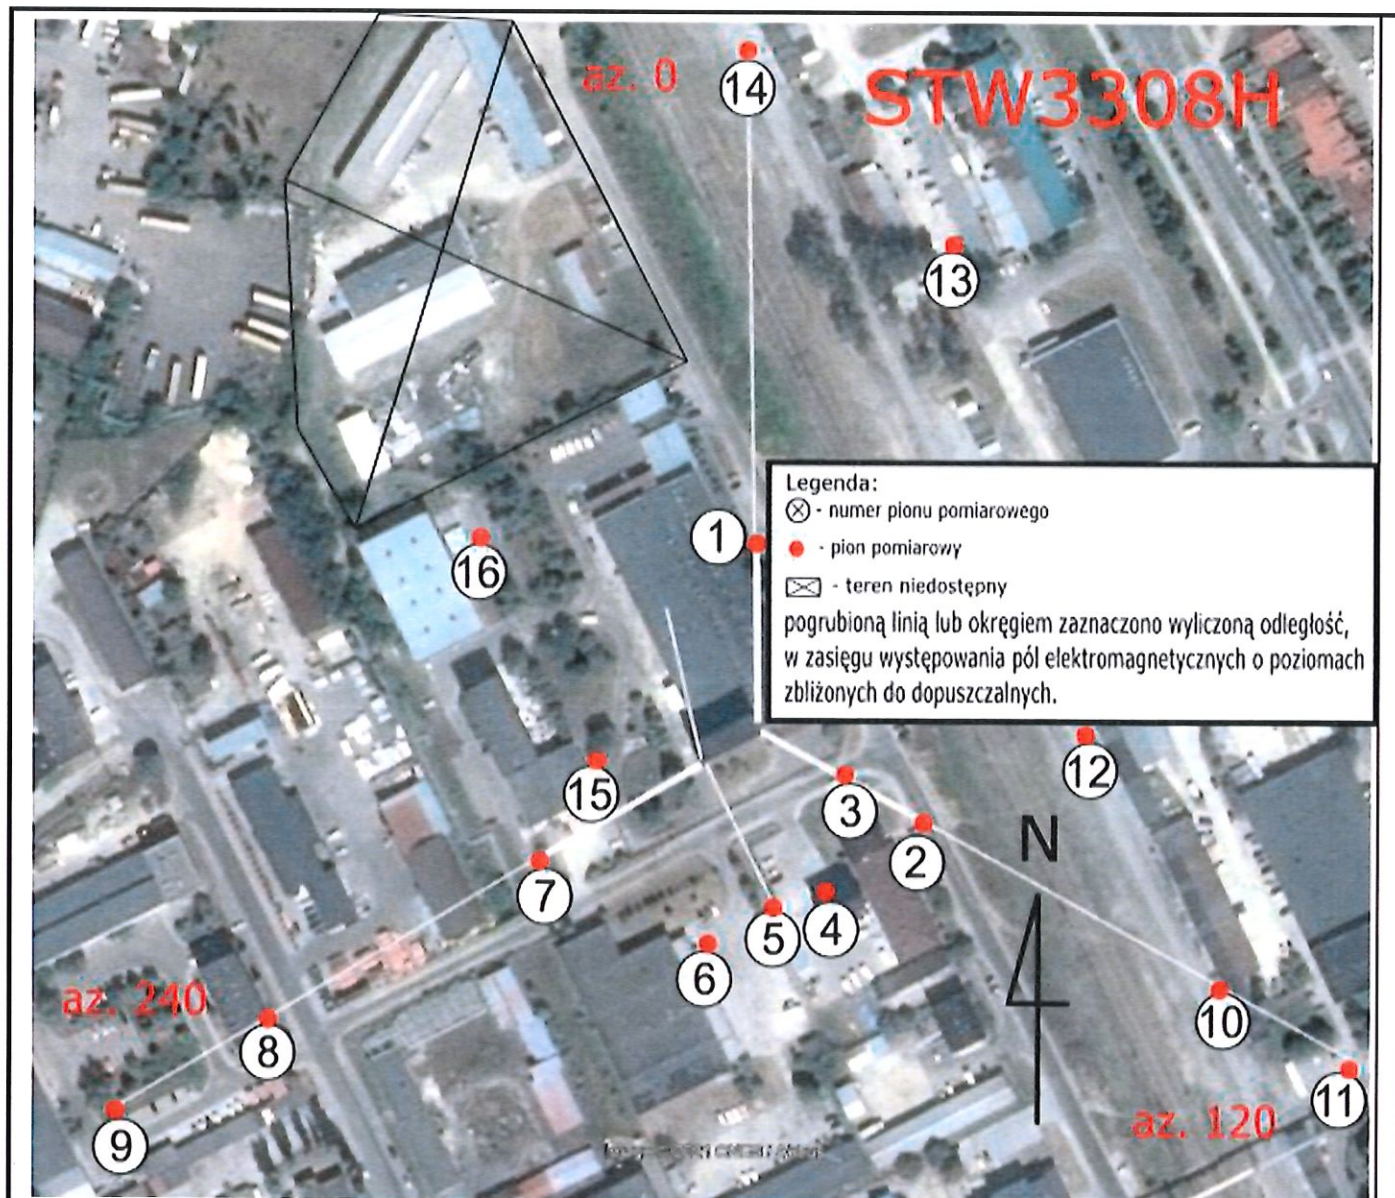 az. 0
14
STW3308H
13
Legenda:
- numer pionu pomiarowego
- pion pomiarowy
- teren niedostępny
pogrubioną linią lub okręgiem zaznaczono wyliczoną odległość,
w zasięgu występowania pól elektromagnetycznych o poziomach
zbliżonych do dopuszczalnych.
1
16
12
15
3
2
N
7
4
5
6
az. 240
8
10
11
9
az. 120